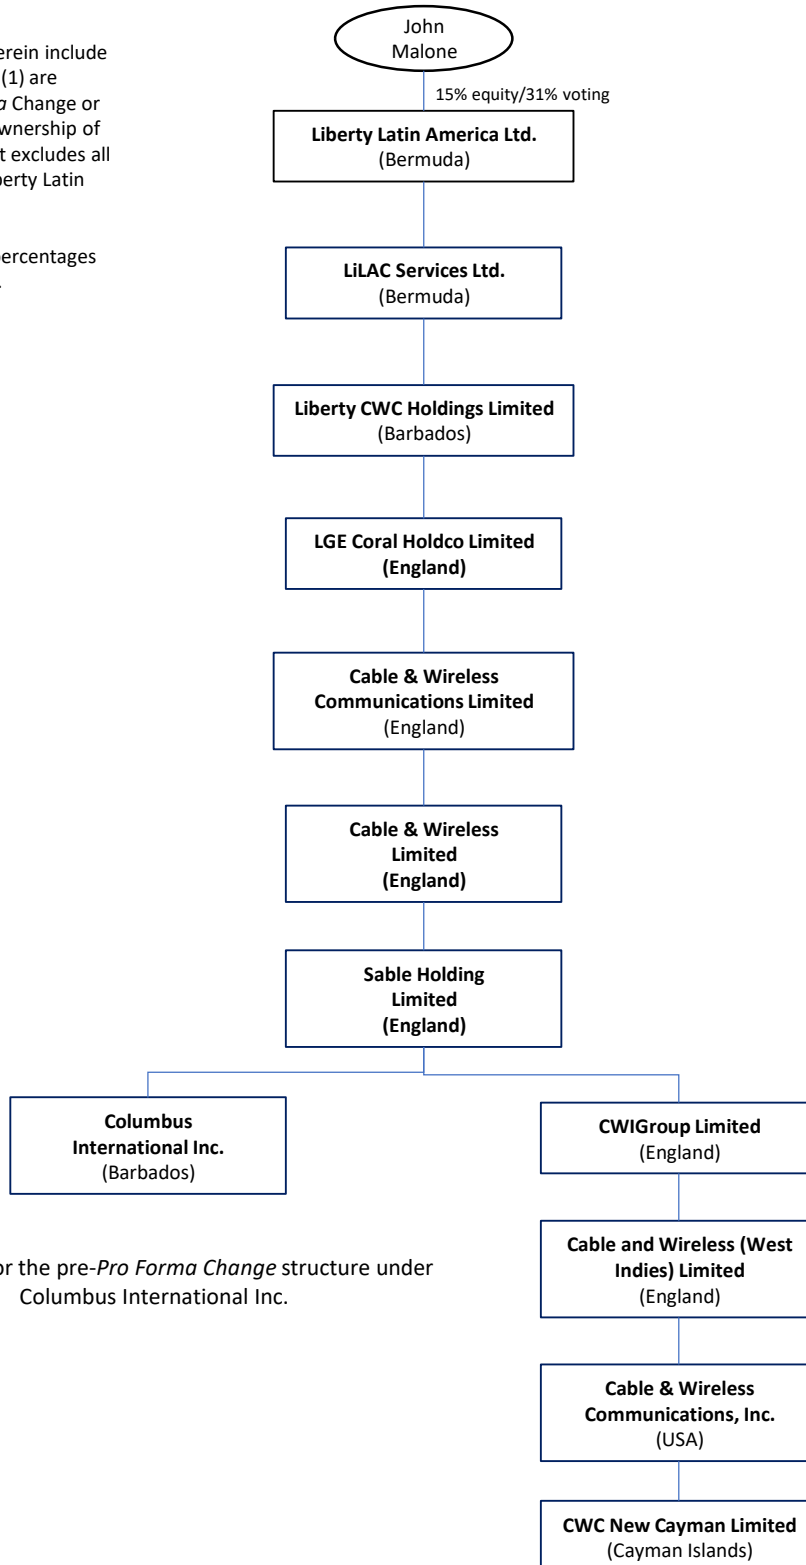 John
Malone
erein include
(1) are
a Change or
wnership of
t excludes all
berty Latin
percentages
.
15% equity/31% voting
Liberty Latin America Ltd.
(Bermuda)
LiLAC Services Ltd.
(Bermuda)
Liberty CWC Holdings Limited
(Barbados)
LGE Coral Holdco Limited
(England)
Cable & Wireless
Communications Limited
(England)
Cable & Wireless
Limited
(England)
Sable Holding
Limited
(England)
Columbus
International Inc.
(Barbados)
CWIGroup Limited
(England)
or the pre-Pro Forma Change structure under
Columbus International Inc.
Cable and Wireless (West
Indies) Limited
(England)
Cable & Wireless
Communications, Inc.
(USA)
CWC New Cayman Limited
(Cayman Islands)